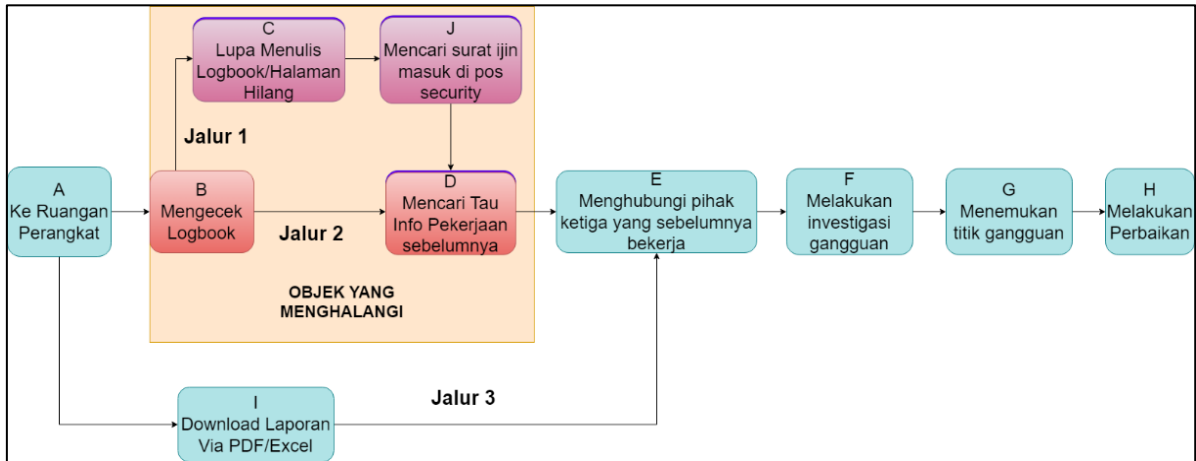 C
Lupa Menulis
Logbook/Halaman
Hilang
J
Mencari surat ijin
masuk di pos
security
Jalur 1
A
Ke Ruangan
Perangkat
B
Mengecek
Logbook
Jalur 2
D
Mencari Tau
Info Pekerjaan
sebelumnya
E
Menghubungi pihak
ketiga yang sebelumnya
bekerja
F
Melakukan
investigasi
gangguan
G
Menemukan
titik gangguan
H
Melakukan
Perbaikan
OBJEK YANG
MENGHALANGI
I
Download Laporan
Via PDF/Excel
Jalur 3